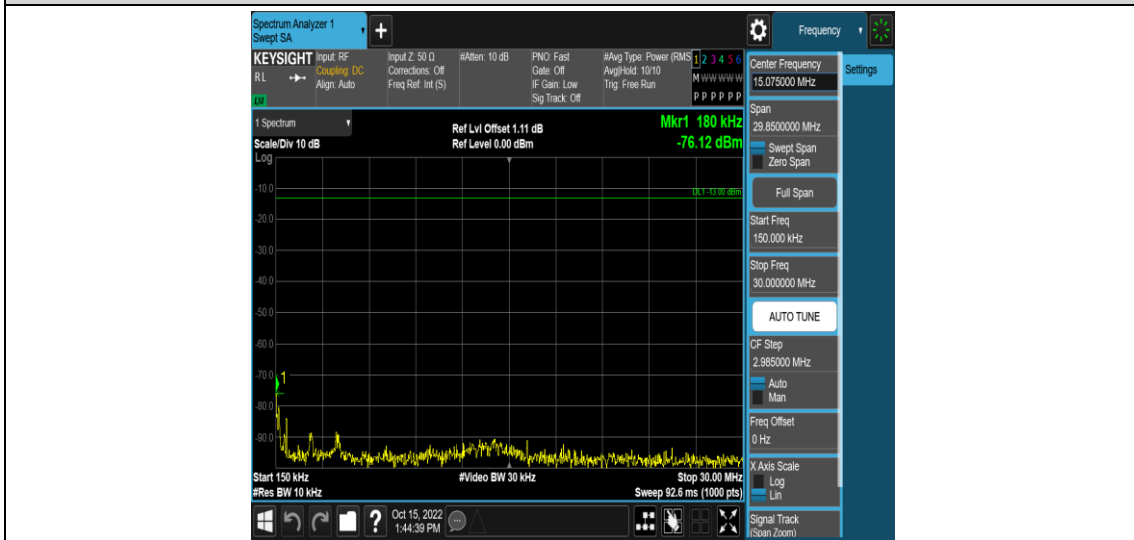 Spectrum Analyzer 1
Swept SA
+
Frequency
KEYSIGHT
RL
Input: RF
Coupling: DC
Align: Auto
Input Z: 50 Ω
Corrections: Off
Freq Ref: Int (S)
#Atten: 10 dB
PNO: Fast
Gate: Off
IF Gain: Low
Sig Track: Off
#Avg Type: Power (RMS
Avg|Hold: 10/10
Trig: Free Run
1 2 3 4 5 6
M W W W W W
P P P P P P
1 Spectrum
Scale/Div 10 dB
Log
Ref Lvl Offset 1.11 dB
Ref Level 0.00 dBm
Mkr1 180 kHz
-76.12 dBm
DL1 -13.00 dBm
-10.0
-20.0
-30.0
-40.0
-50.0
-60.0
-70.0
-80.0
-90.0
1
Start 150 kHz
#Video BW 30 kHz
Stop 30.00 MHz
#Res BW 10 kHz
Sweep 92.6 ms (1000 pts)
?
Oct 15, 2022
1:44:39 PM
Center Frequency
15.075000 MHz
Settings
Span
29.8500000 MHz
Swept Span
Zero Span
Full Span
Start Freq
150.000 kHz
Stop Freq
30.000000 MHz
AUTO TUNE
CF Step
2.985000 MHz
Auto
Man
Freq Offset
0 Hz
X Axis Scale
Log
Lin
Signal Track
(Span Zoom)